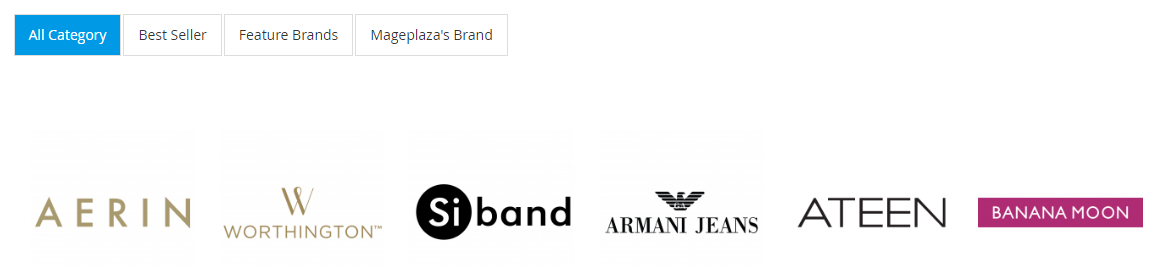 All Category
Best Seller
Feature Brands
Mageplaza's Brand
AERIN
W
WORTHINGTON™
Si band
ARMANI JEANS
ATEEN
BANANA MOON